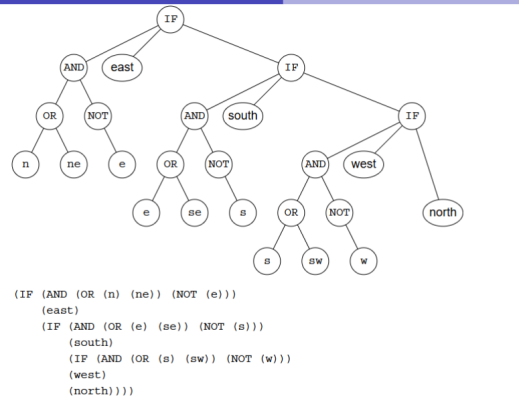 IF
AND east IF
OR NOT AND south IF
n ne e OR NOT AND west
e se s OR NOT north
s sw w
(IF (AND (OR (n) (ne)) (NOT (e)))
(east)
(IF (AND (OR (e) (se)) (NOT (s)))
(south)
(IF (AND (OR (s) (sw)) (NOT (w)))
(west)
(north))))